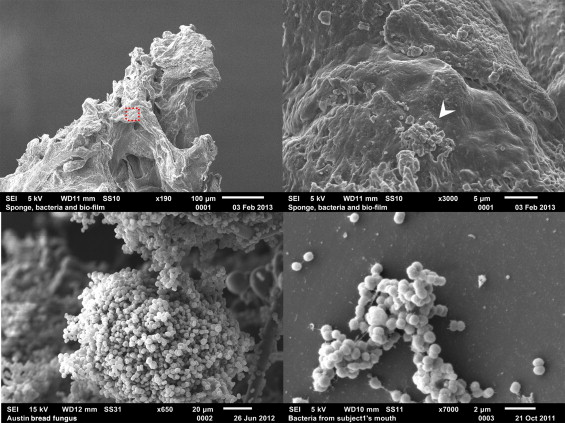 SEI 5 kV WD11 mm SS10 x190 100 µm
Sponge, bacteria and bio-film 0001 03 Feb 2013
SEI 5 kV WD11 mm SS10 x3000 5 µm
Sponge, bacteria and bio-film 0001 03 Feb 2013
SEI 15 kV WD12 mm SS31 x650 20 µm
Austin bread fungus 0002 26 Jun 2012
SEI 5 kV WD10 mm SS11 x7000 2 µm
Bacteria from subject1's mouth 0003 21 Oct 2011